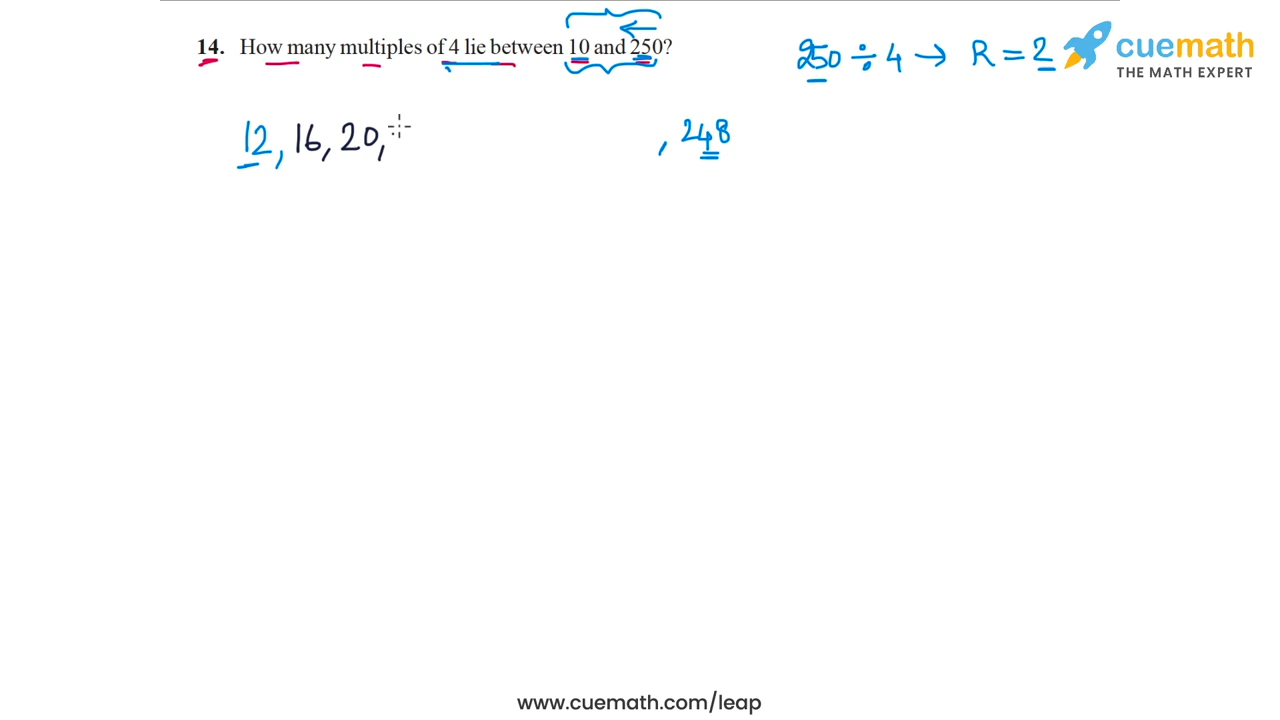 14. How many multiples of 4 lie between 10 and 250?
250 ÷ 4 → R = 2
cuemath
THE MATH EXPERT
12, 16, 20, , 248
www.cuemath.com/leap